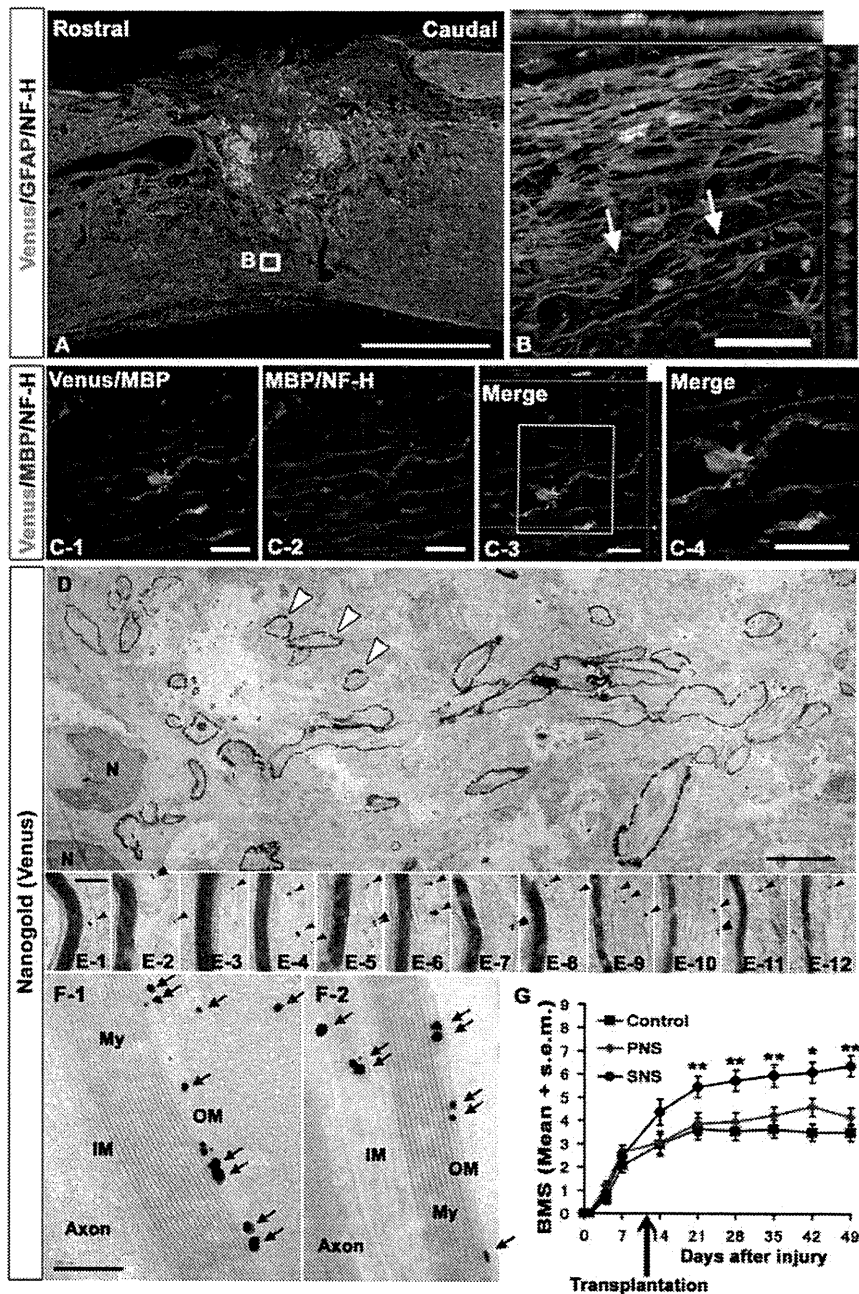 Venus/GFAP/NF-H
Rostral
Caudal
B
A
B
Venus/MBP/NF-H
Venus/MBP
MBP/NF-H
Merge
Merge
C-1
C-2
C-3
C-4
Nanogold (Venus)
D
N
N
E-1
E-2
E-3
E-4
E-5
E-6
E-7
E-8
E-9
E-10
E-11
E-12
F-1
My
OM
IM
Axon
F-2
IM
OM
My
Axon
G
BMS (Mean + s.e.m.)
9
8
7
6
5
4
3
2
1
0
Control
PNS
SNS
** ** ** * **
7 14 21 28 35 42 49
Days after injury
Transplantation